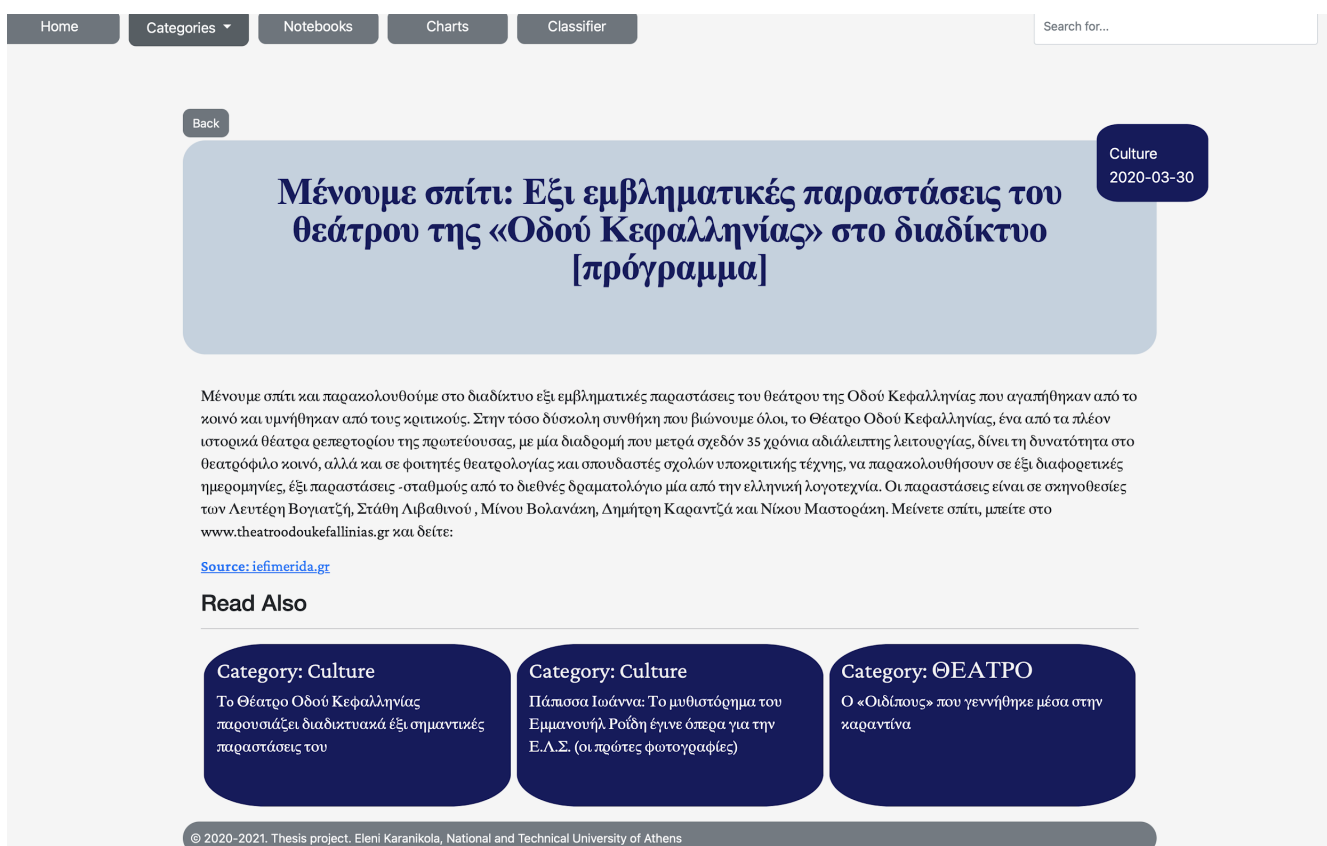 Home
Categories
Notebooks
Charts
Classifier
Search for...
Back
Culture
2020-03-30
Μένουμε σπίτι: Εξι εμβληματικές παραστάσεις του
θεάτρου της «Οδού Κεφαλληνίας» στο διαδίκτυο
[πρόγραμμα]
Μένουμε σπίτι και παρακολουθούμε στο διαδίκτυο εξι εμβληματικές παραστάσεις του θεάτρου της Οδού Κεφαλληνίας που αγαπήθηκαν από το
κοινό και υμνήθηκαν από τους κριτικούς. Στην τόσο δύσκολη συνθήκη που βιώνουμε όλοι, το Θέατρο Οδού Κεφαλληνίας, ένα από τα πλέον
ιστορικά θέατρα ρεπερτορίου της πρωτεύουσας, με μία διαδρομή που μετρά σχεδόν 35 χρόνια αδιάλειπτης λειτουργίας, δίνει τη δυνατότητα στο
θεατρόφιλο κοινό, αλλά και σε φοιτητές θεατρολογίας και σπουδαστές σχολών υποκριτικής τέχνης, να παρακολουθήσουν σε έξι διαφορετικές
ημερομηνίες, έξι παραστάσεις -σταθμούς από το διεθνές δραματολόγιο μία από την ελληνική λογοτεχνία. Οι παραστάσεις είναι σε σκηνοθεσίες
των Λευτέρη Βογιατζή, Στάθη Λιβαθινού , Μίνου Βολανάκη, Δημήτρη Καραντζά και Νίκου Μαστοράκη. Μείνετε σπίτι, μπείτε στο
www.theatroodoukefallinias.gr και δείτε:
Source: iefimerida.gr
Read Also
Category: Culture
Το Θέατρο Οδού Κεφαλληνίας
παρουσιάζει διαδικτυακά έξι σημαντικές
παραστάσεις του
Category: Culture
Πάπισσα Ιωάννα: Το μυθιστόρημα του
Εμμανουήλ Ροΐδη έγινε όπερα για την
Ε.Λ.Σ. (οι πρώτες φωτογραφίες)
Category: ΘΕΑΤΡΟ
Ο «Οιδίπους» που γεννήθηκε μέσα στην
καραντίνα
© 2020-2021. Thesis project. Eleni Karanikola, National and Technical University of Athens